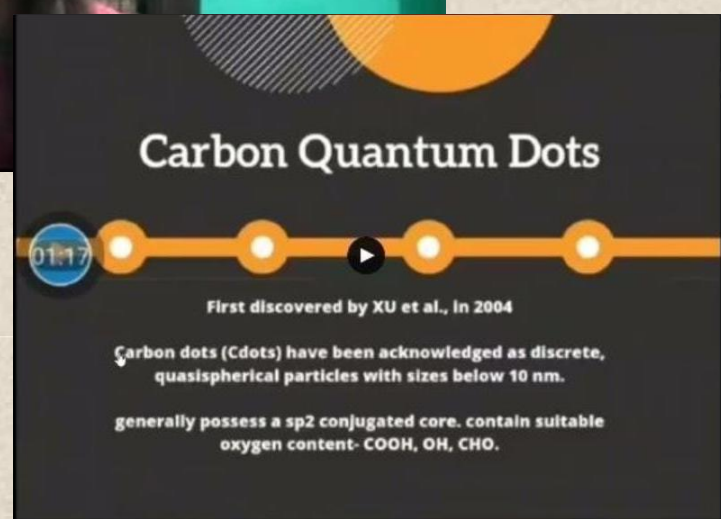 Carbon Quantum Dots
01:17
First discovered by XU et al., in 2004
Carbon dots (Cdots) have been acknowledged as discrete,
quasispherical particles with sizes below 10 nm.
generally possess a sp2 conjugated core. contain suitable
oxygen content- COOH, OH, CHO.